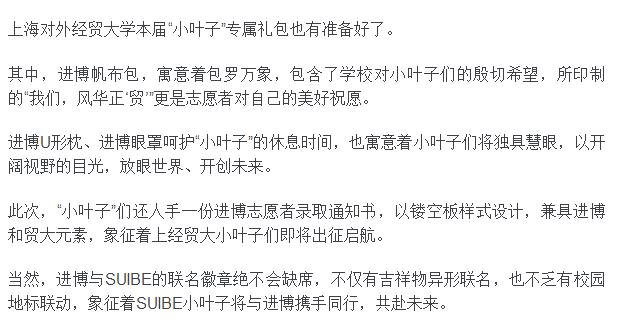 上海对外经贸大学本届“小叶子”专属礼包也有准备好了。
其中，进博帆布包，寓意着包罗万象，包含了学校对小叶子们的殷切希望，所印制
的“我们，风华正‘贸’”更是志愿者对自己的美好祝愿。
进博U形枕、进博眼罩呵护“小叶子”的休息时间，也寓意着小叶子们将独具慧眼，以开
阔视野的目光，放眼世界、开创未来。
此次，“小叶子”们还人手一份进博志愿者录取通知书，以镂空板样式设计，兼具进博
和贸大元素，象征着上经贸大小叶子们即将出征启航。
当然，进博与SUIBE的联名徽章绝不会缺席，不仅有吉祥物异形联名，也不乏有校园
地标联动，象征着SUIBE小叶子将与进博携手同行，共赴未来。